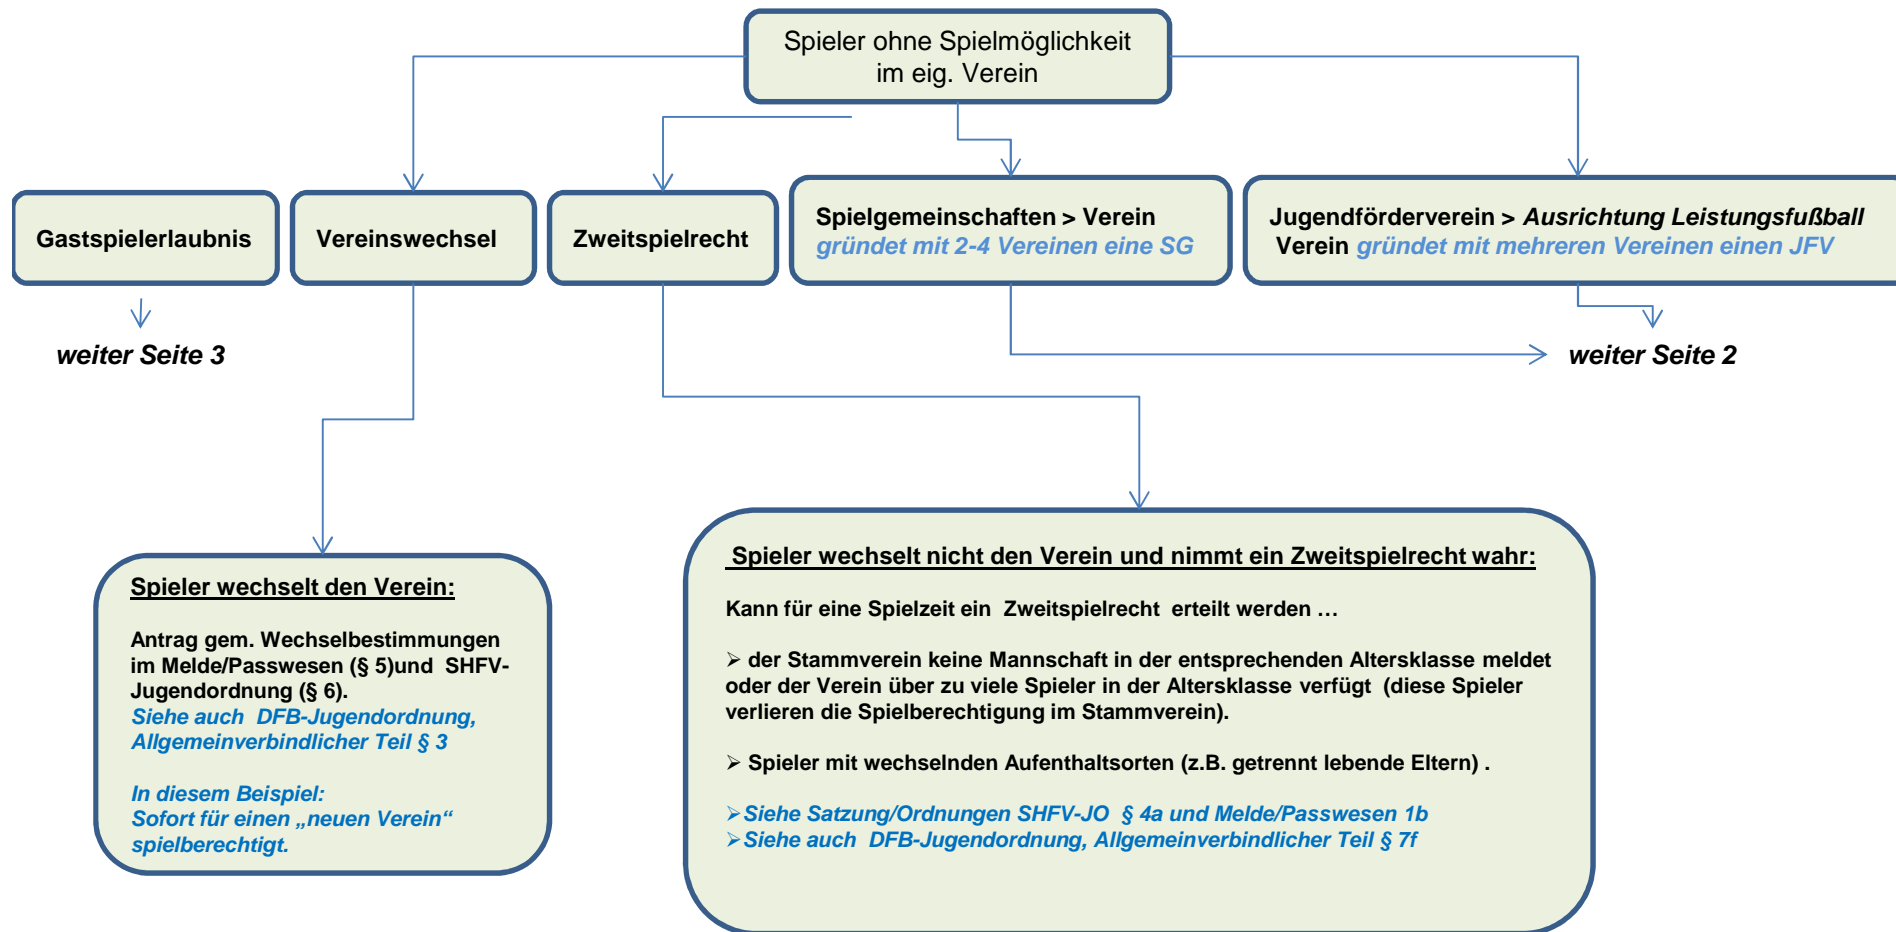 Spieler ohne Spielmöglichkeit
im eig. Verein
Gastspielerlaubnis
Vereinswechsel
Zweitspielrecht
Spielgemeinschaften > Verein
gründet mit 2-4 Vereinen eine SG
Jugendförderverein > Ausrichtung Leistungsfußball
Verein gründet mit mehreren Vereinen einen JFV
weiter Seite 3
weiter Seite 2
Spieler wechselt den Verein:
Antrag gem. Wechselbestimmungen
im Melde/Passwesen (§ 5)und SHFV-
Jugendordnung (§ 6).
Siehe auch DFB-Jugendordnung,
Allgemeinverbindlicher Teil § 3
In diesem Beispiel:
Sofort für einen „neuen Verein“
spielberechtigt.
Spieler wechselt nicht den Verein und nimmt ein Zweitspielrecht wahr:
Kann für eine Spielzeit ein Zweitspielrecht erteilt werden …
➢ der Stammverein keine Mannschaft in der entsprechenden Altersklasse meldet
oder der Verein über zu viele Spieler in der Altersklasse verfügt (diese Spieler
verlieren die Spielberechtigung im Stammverein).
➢ Spieler mit wechselnden Aufenthaltsorten (z.B. getrennt lebende Eltern) .
➢Siehe Satzung/Ordnungen SHFV-JO § 4a und Melde/Passwesen 1b
➢Siehe auch DFB-Jugendordnung, Allgemeinverbindlicher Teil § 7f